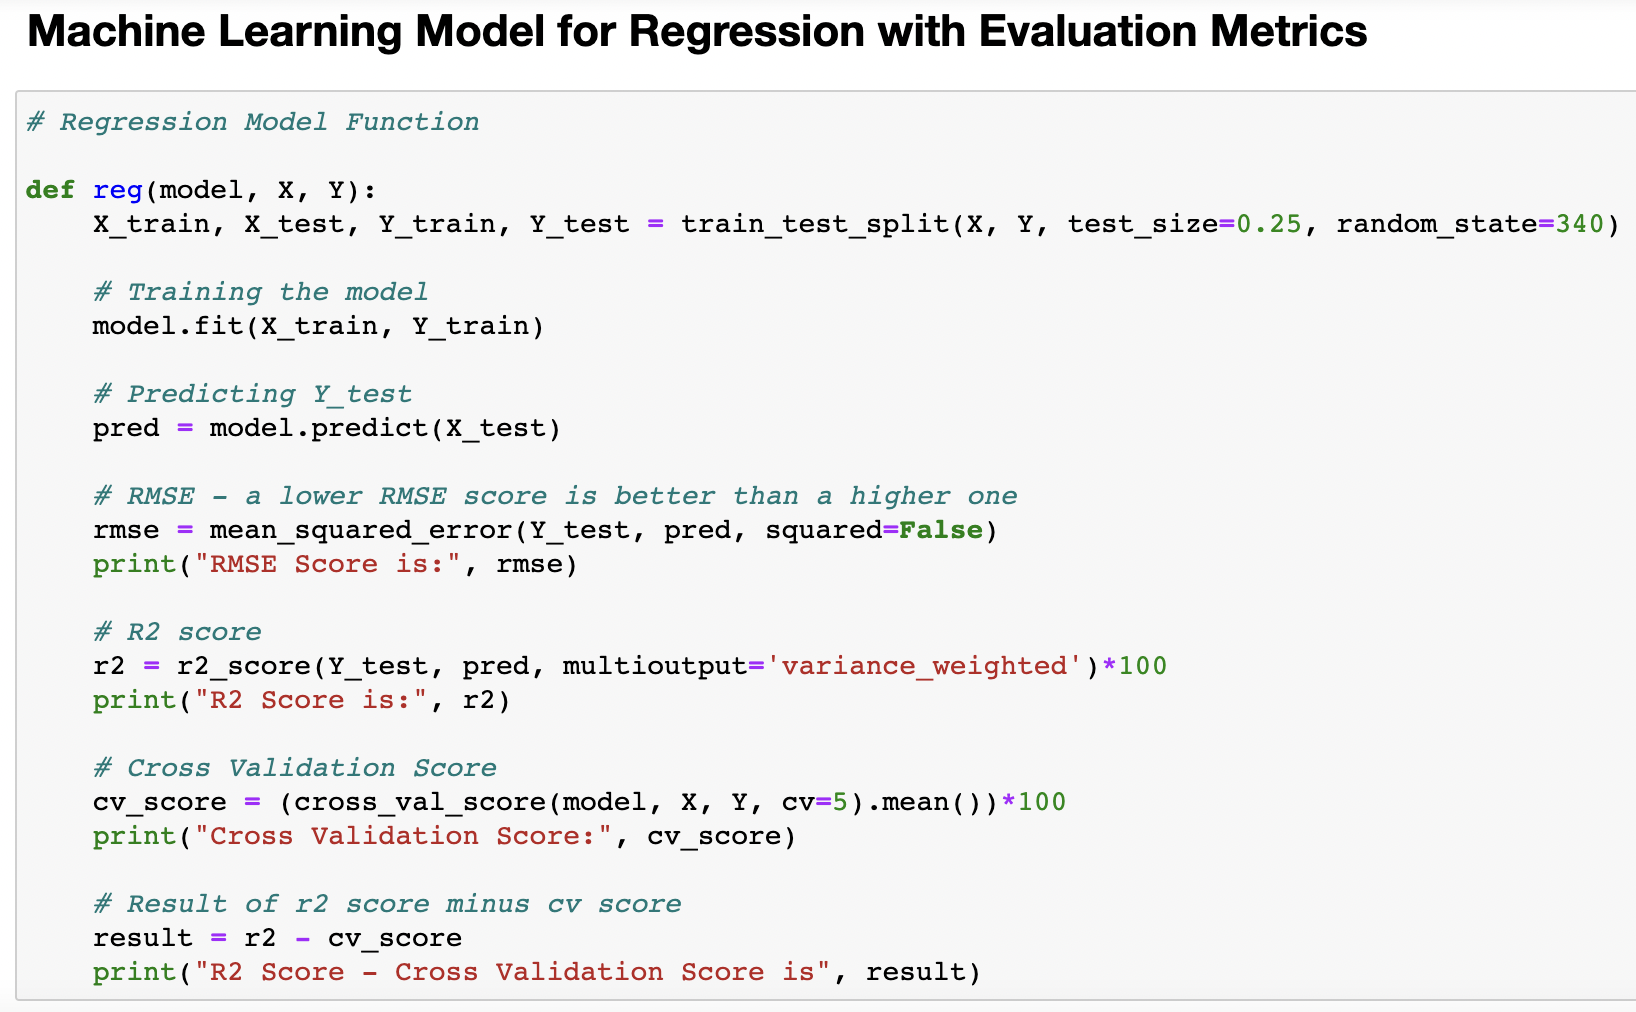 Machine Learning Model for Regression with Evaluation Metrics
# Regression Model Function
def reg(model, X, Y):
    X_train, X_test, Y_train, Y_test = train_test_split(X, Y, test_size=0.25, random_state=340)
    # Training the model
    model.fit(X_train, Y_train)
    # Predicting Y_test
    pred = model.predict(X_test)
    # RMSE – a lower RMSE score is better than a higher one
    rmse = mean_squared_error(Y_test, pred, squared=False)
    print("RMSE Score is:", rmse)
    # R2 score
    r2 = r2_score(Y_test, pred, multioutput='variance_weighted')*100
    print("R2 Score is:", r2)
    # Cross Validation Score
    cv_score = (cross_val_score(model, X, Y, cv=5).mean())*100
    print("Cross Validation Score:", cv_score)
    # Result of r2 score minus cv score
    result = r2 - cv_score
    print("R2 Score – Cross Validation Score is", result)